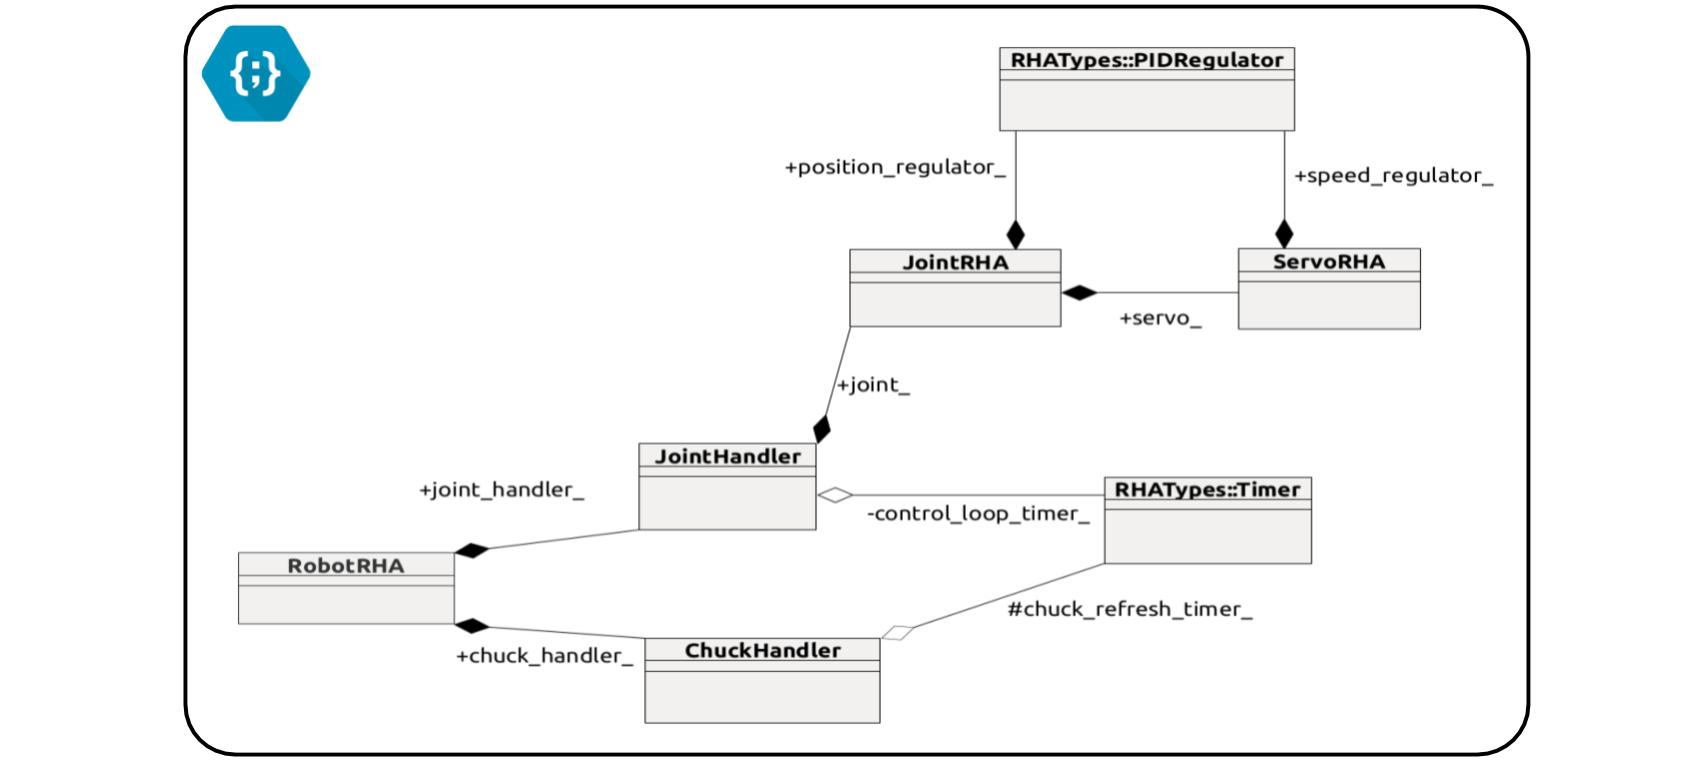 {;}
RHATypes::PIDRegulator
+position_regulator_
+speed_regulator_
JointRHA
ServoRHA
+servo_
+joint_
JointHandler
+joint_handler_
RHATypes::Timer
-control_loop_timer_
RobotRHA
#chuck_refresh_timer_
ChuckHandler
+chuck_handler_